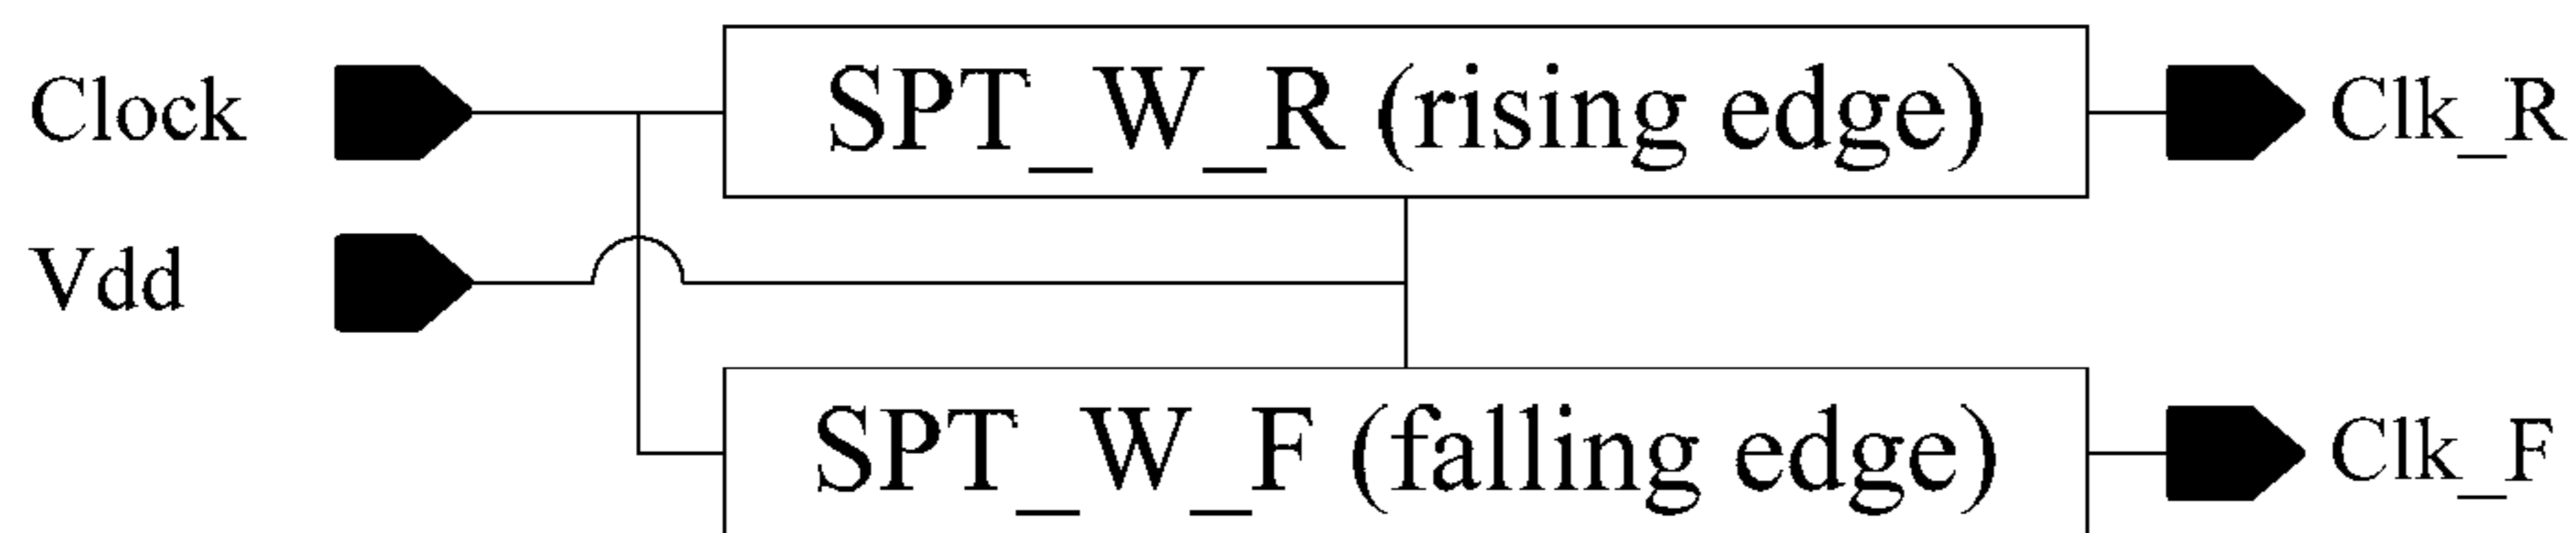 Clock
SPT_W_R (rising edge)
Clk_R
Vdd
SPT_W_F (falling edge)
Clk_F